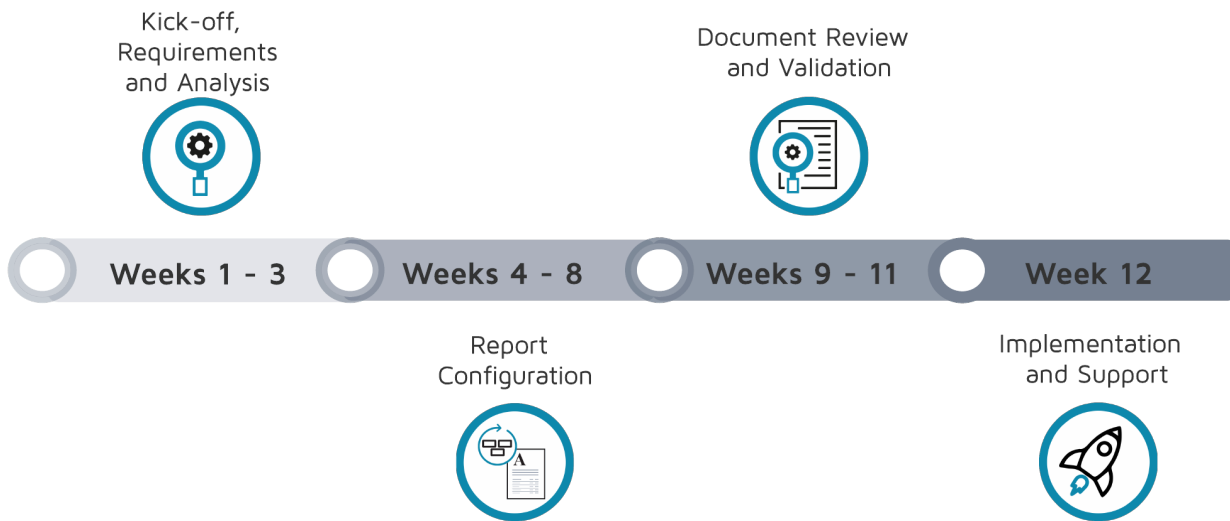 Kick-off,
Requirements
and Analysis
Document Review
and Validation
Weeks 1 - 3
Weeks 4 - 8
Weeks 9 - 11
Week 12
Report
Configuration
A
Implementation
and Support